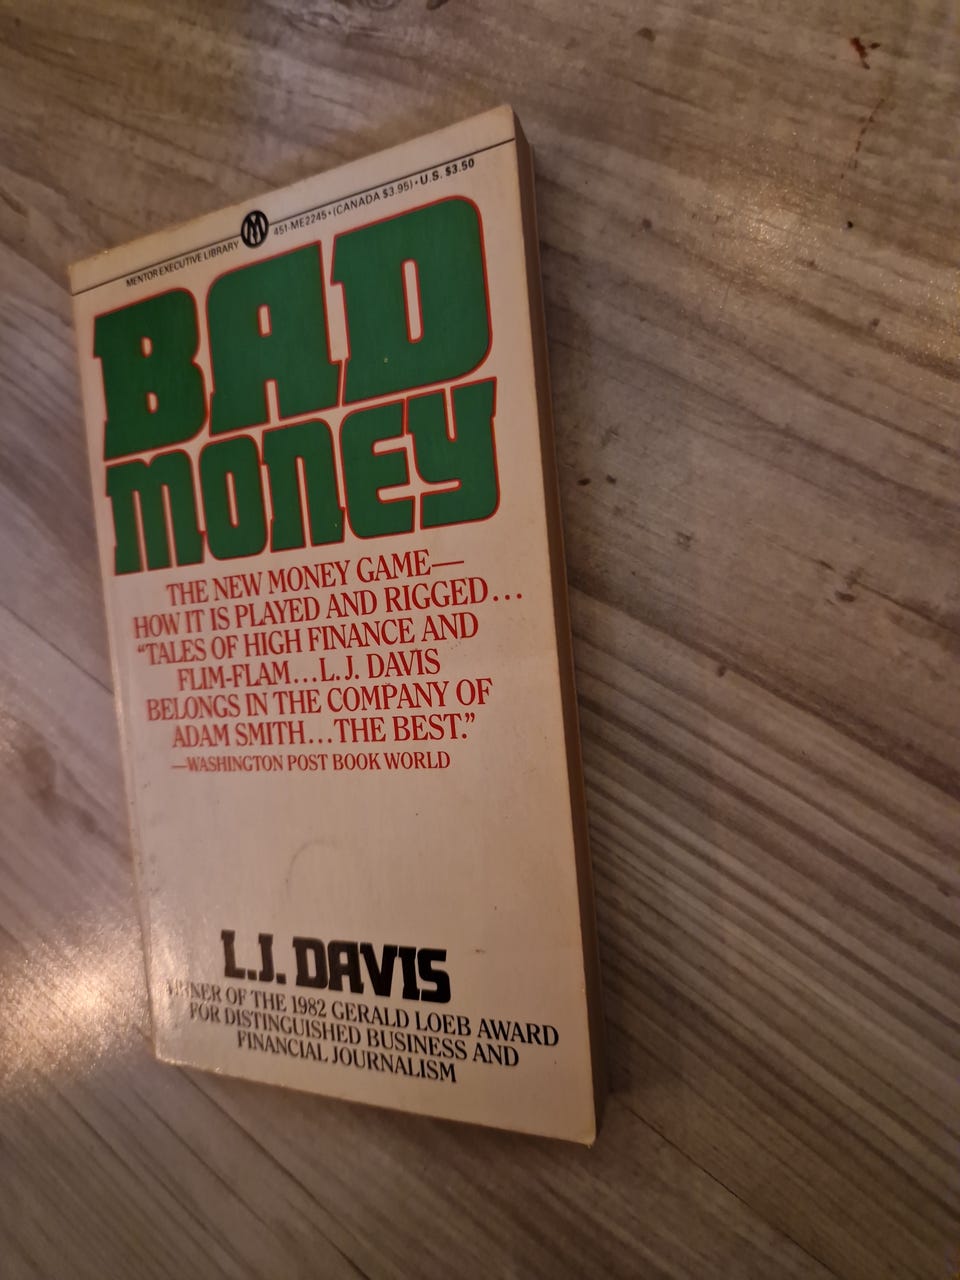 MENTOR EXECUTIVE LIBRARY M 451-ME2245 • (CANADA $3.95) • U.S. $3.50
BAD
MONEY
THE NEW MONEY GAME—
HOW IT IS PLAYED AND RIGGED...
“TALES OF HIGH FINANCE AND
FLIM-FLAM...L.J. DAVIS
BELONGS IN THE COMPANY OF
ADAM SMITH...THE BEST.”
—WASHINGTON POST BOOK WORLD
L.J. DAVIS
WINNER OF THE 1982 GERALD LOEB AWARD
FOR DISTINGUISHED BUSINESS AND
FINANCIAL JOURNALISM